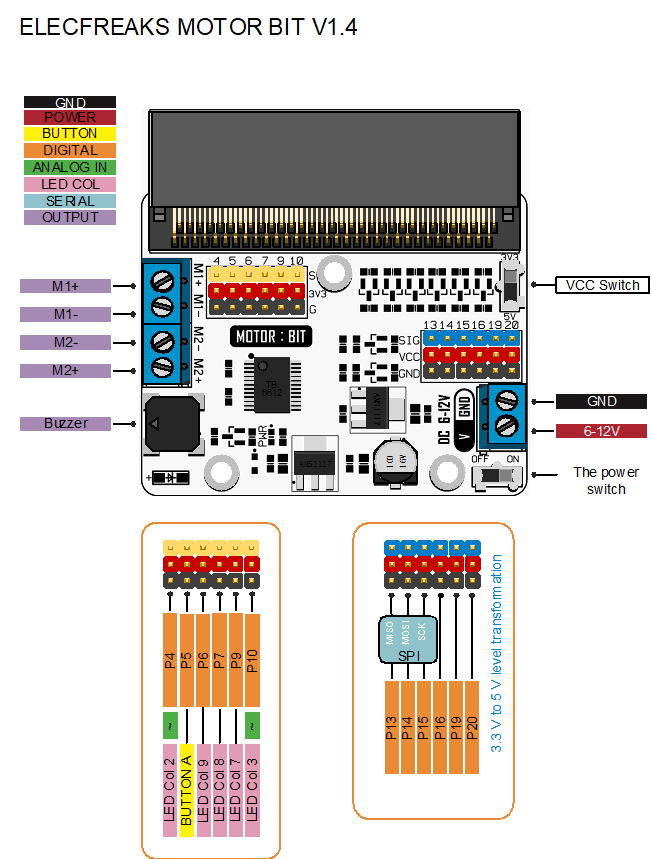 ELECFREAKS MOTOR BIT V1.4
GND
POWER
BUTTON
DIGITAL
ANALOG IN
LED COL
SERIAL
OUTPUT
M1+
M1-
M2-
M2+
Buzzer
M1+
M1-
M2-
M2+
4 5 6 7 9 10
S
3V3
G
MOTOR:BIT
TB
6612
PWR
3V3
5V
VCC Switch
13 14 15 16 19 20
SIG
VCC
GND
DC 6-12V
V GND
GND
6-12V
OFF ON
The power
switch
100
16V
P4
P5
P6
P7
P9
P10
~
~
LED Col 2
BUTTON A
LED Col 9
LED Col 8
LED Col 7
LED Col 3
MISO
MOSI
SCK
SPI
P13
P14
P15
P16
P19
P20
3.3 V to 5 V level transformation